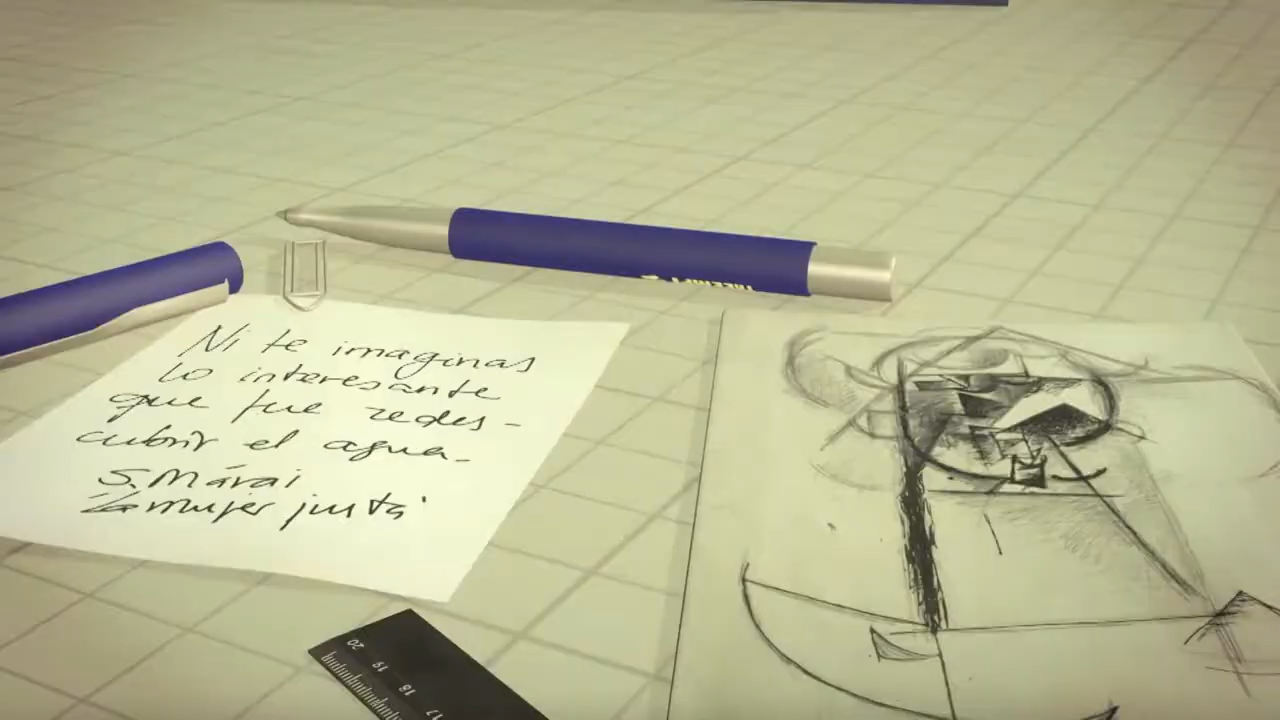 Ni te imaginas
lo interesante
que fue redes-
cubrir el agua.
S. Márai
La mujer justa
20
19
18
17